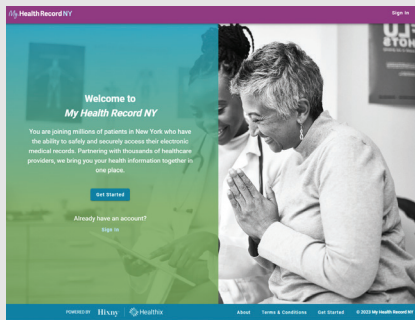 My Health Record NY
Sign In
FLU
SHOTS
Welcome to
My Health Record NY
You are joining millions of patients in New York who have
the ability to safely and securely access their electronic
medical records. Partnering with thousands of healthcare
providers, we bring you your health information together in
one place.
Get Started
Already have an account?
Sign in
POWERED BY Hixny Healthix
About Terms & Conditions Get Started © 2023 My Health Record NY